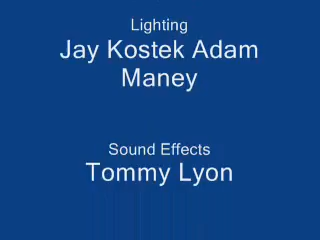 Lighting
Jay Kostek Adam
Maney
Sound Effects
Tommy Lyon